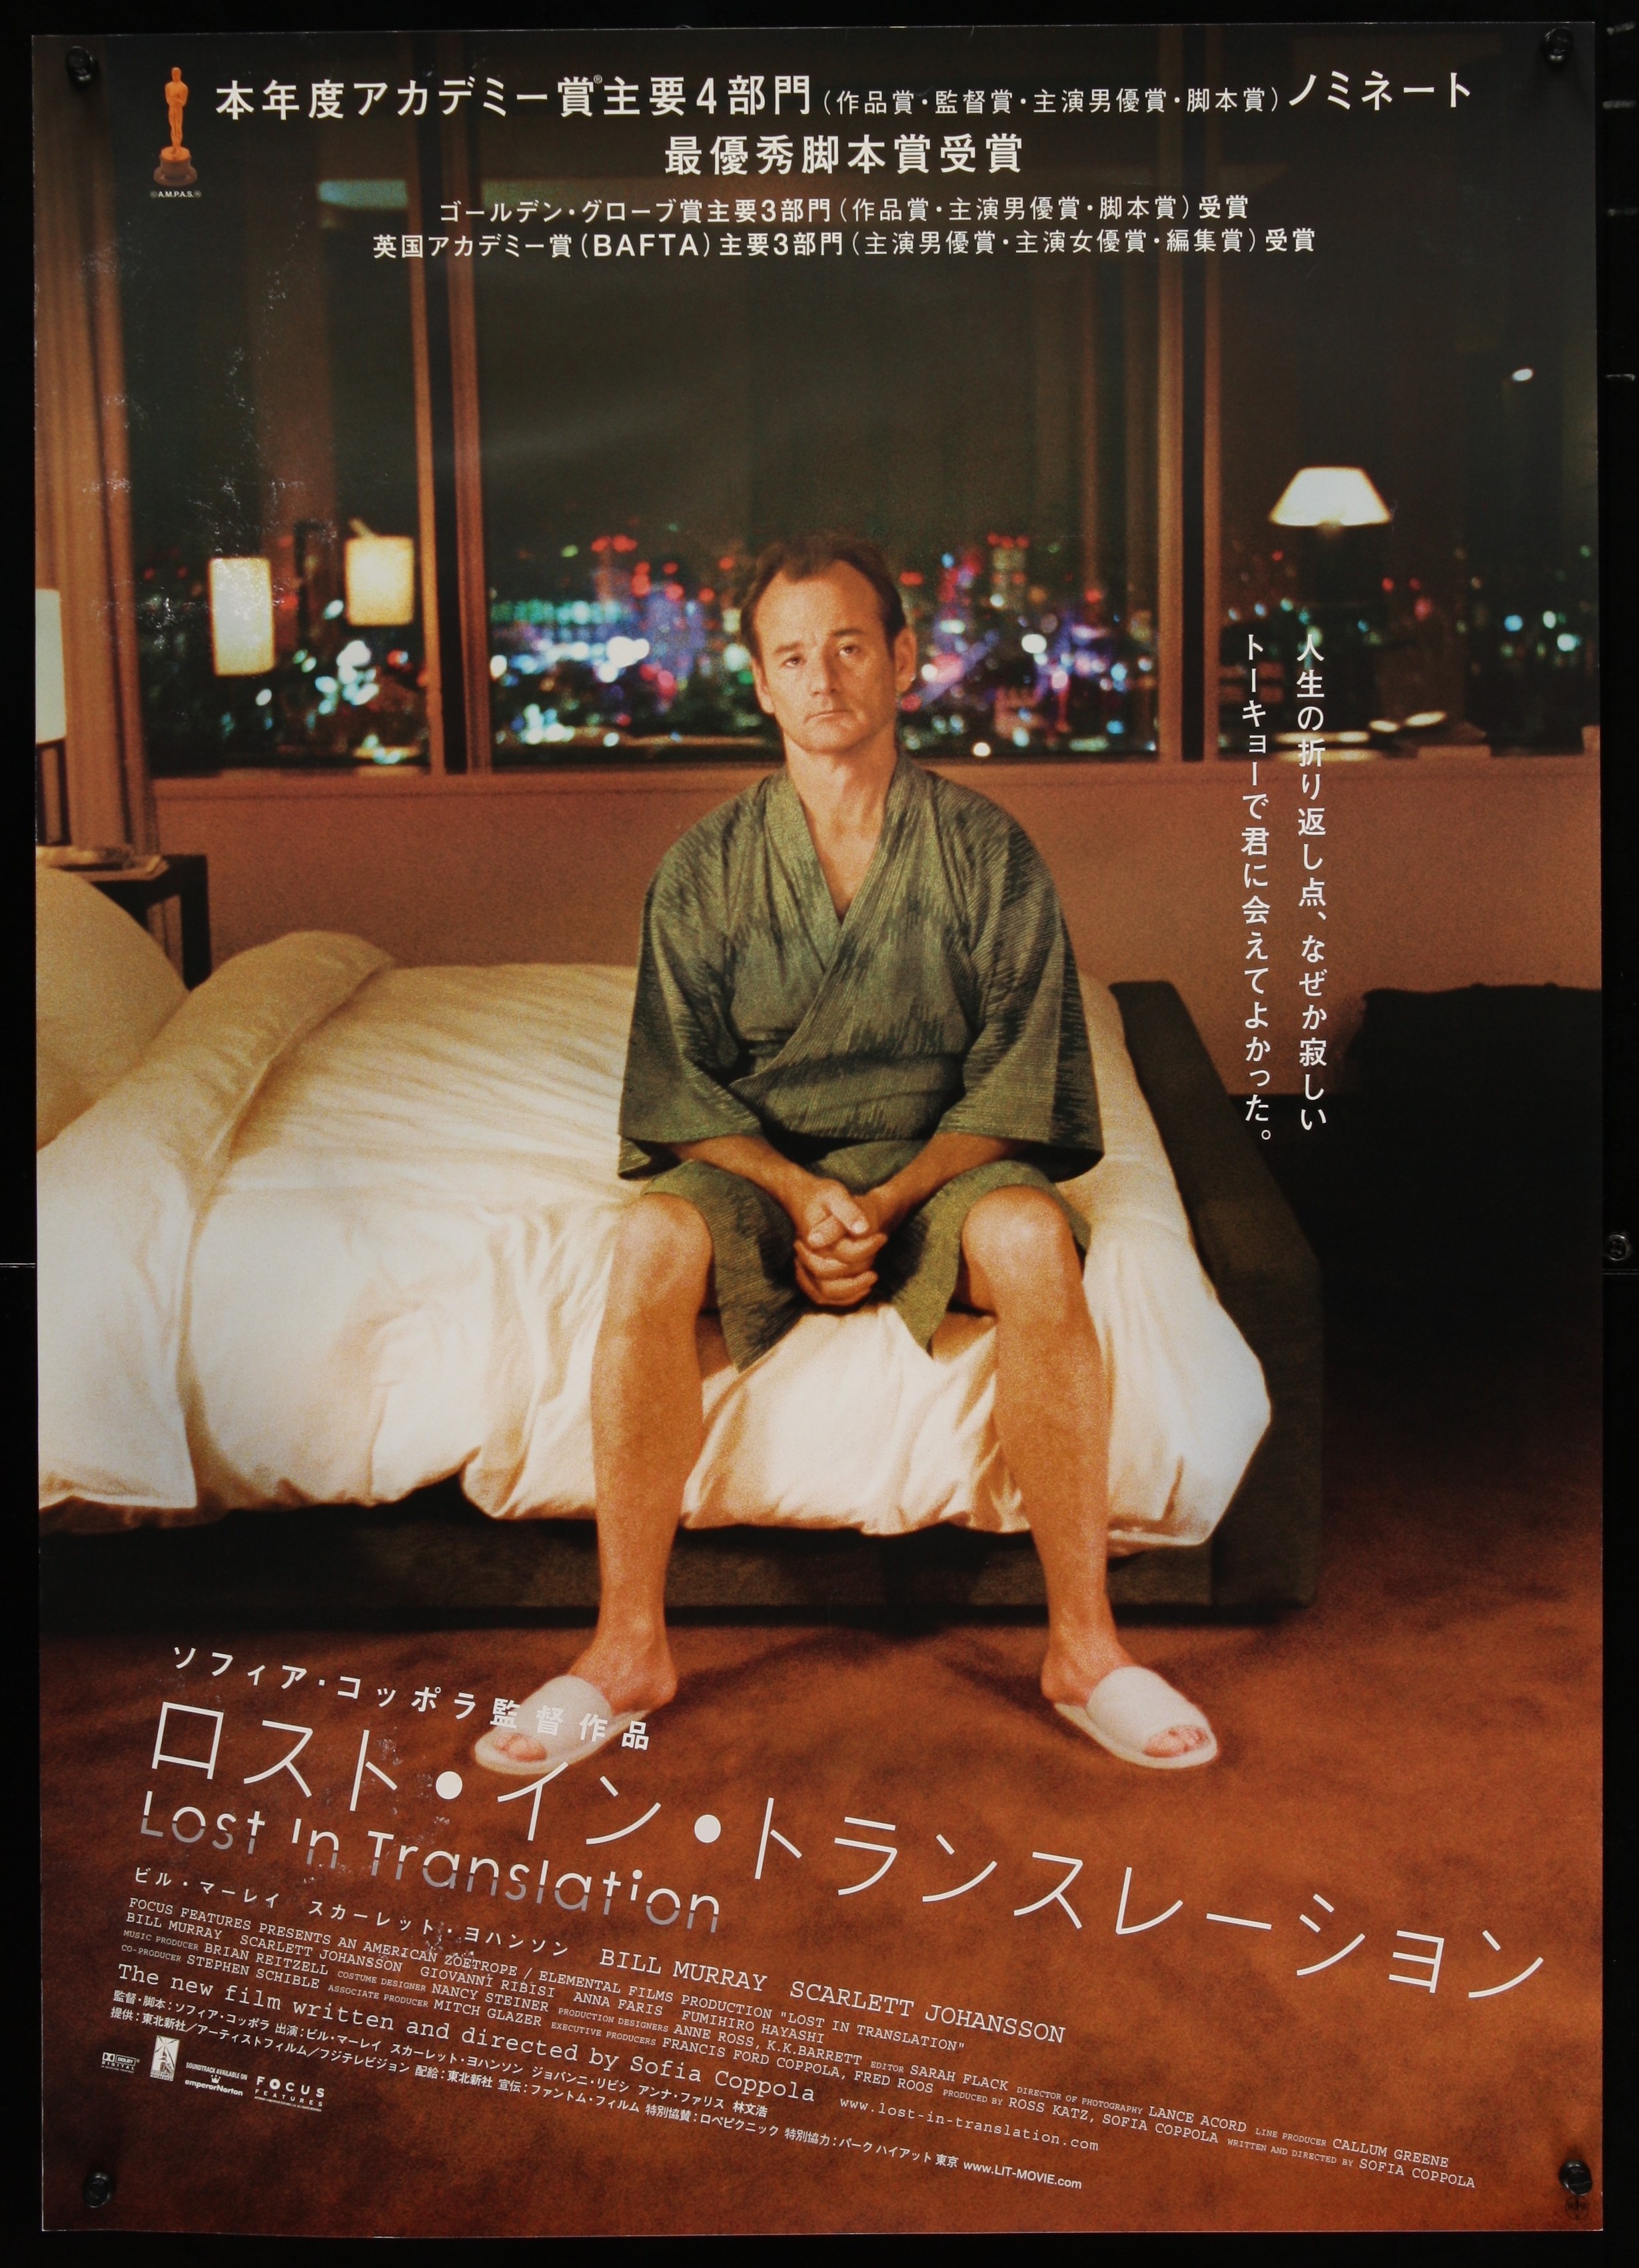 本年度アカデミー賞®主要4部門(作品賞・監督賞・主演男優賞・脚本賞)ノミネート
最優秀脚本賞受賞
©A.M.P.A.S.®
ゴールデン・グローブ賞主要3部門(作品賞・主演男優賞・脚本賞)受賞
英国アカデミー賞(BAFTA)主要3部門(主演男優賞・主演女優賞・編集賞)受賞
人生の折り返し点、なぜか寂しい
トーキョーで君に会えてよかった。
ソフィア・コッポラ監督作品
ロスト・イン・トランスレーション
Lost In Translation
ビル・マーレイ スカーレット・ヨハンソン BILL MURRAY SCARLETT JOHANSSON
FOCUS FEATURES PRESENTS AN AMERICAN ZOETROPE / ELEMENTAL FILMS PRODUCTION "LOST IN TRANSLATION"
BILL MURRAY SCARLETT JOHANSSON GIOVANNI RIBISI ANNA FARIS FUMIHIRO HAYASHI
MUSIC PRODUCER BRIAN REITZELL COSTUME DESIGNER NANCY STEINER PRODUCTION DESIGNERS ANNE ROSS, K.K.BARRETT EDITOR SARAH FLACK DIRECTOR OF PHOTOGRAPHY LANCE ACORD LINE PRODUCER CALLUM GREENE
CO-PRODUCER STEPHEN SCHIBLE ASSOCIATE PRODUCER MITCH GLAZER EXECUTIVE PRODUCERS FRANCIS FORD COPPOLA, FRED ROOS PRODUCED BY ROSS KATZ, SOFIA COPPOLA WRITTEN AND DIRECTED BY SOFIA COPPOLA
The new film written and directed by Sofia Coppola www.lost-in-translation.com
監督・脚本:ソフィア・コッポラ 出演:ビル・マーレイ スカーレット・ヨハンソン ジョバンニ・リビシ アンナ・ファリス 林文浩
提供:東北新社/アーティストフィルム/フジテレビジョン 配給:東北新社 宣伝:ファントム・フィルム 特別協賛:ロペピクニック 特別協力:パーク ハイアット 東京 www.LIT-MOVIE.com
DOLBY DIGITAL
SOUNDTRACK AVAILABLE ON
emperorNorton
FOCUS
FEATURES